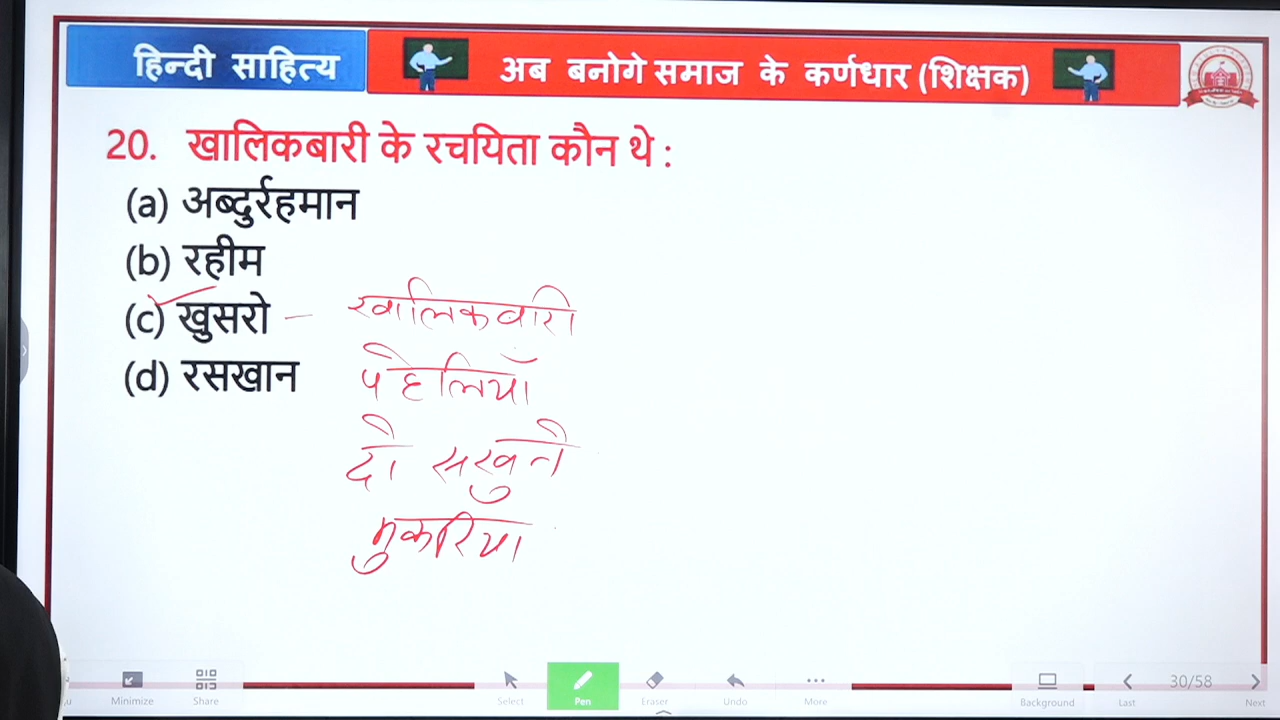 हिन्दी साहित्य
अब बनोगे समाज के कर्णधार (शिक्षक)
20. खालिकबारी के रचयिता कौन थे :
(a) अब्दुर्रहमान
(b) रहीम
(c) खुसरो - खालिकबारी
पहेलियाँ
(d) रसखान
दो सखुने
मुकरिया
Minimize
Share
Select
Pen
Eraser
Undo
More
Background
Last
30/58
Next